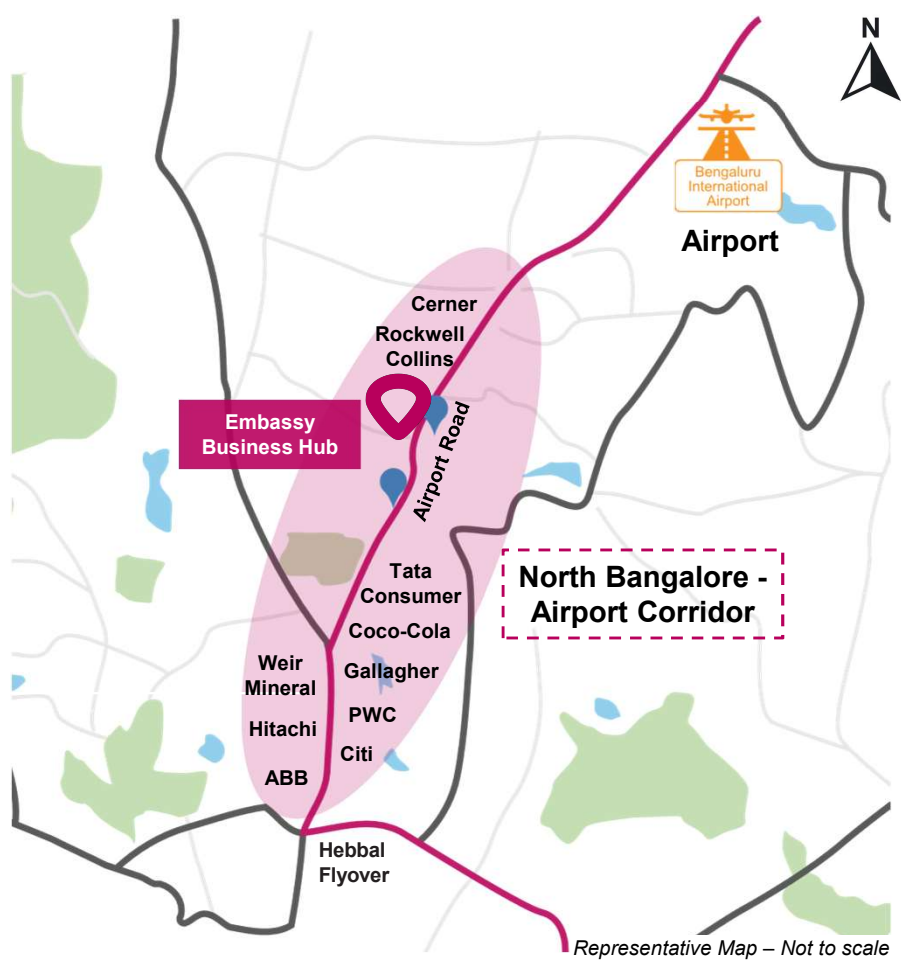 N
Bengaluru
International
Airport
Airport
Cerner
Rockwell
Collins
Embassy
Business Hub
Airport Road
North Bangalore -
Airport Corridor
Tata
Consumer
Coco-Cola
Weir
Mineral
Gallagher
Hitachi
PWC
Citi
ABB
Hebbal
Flyover
Representative Map – Not to scale